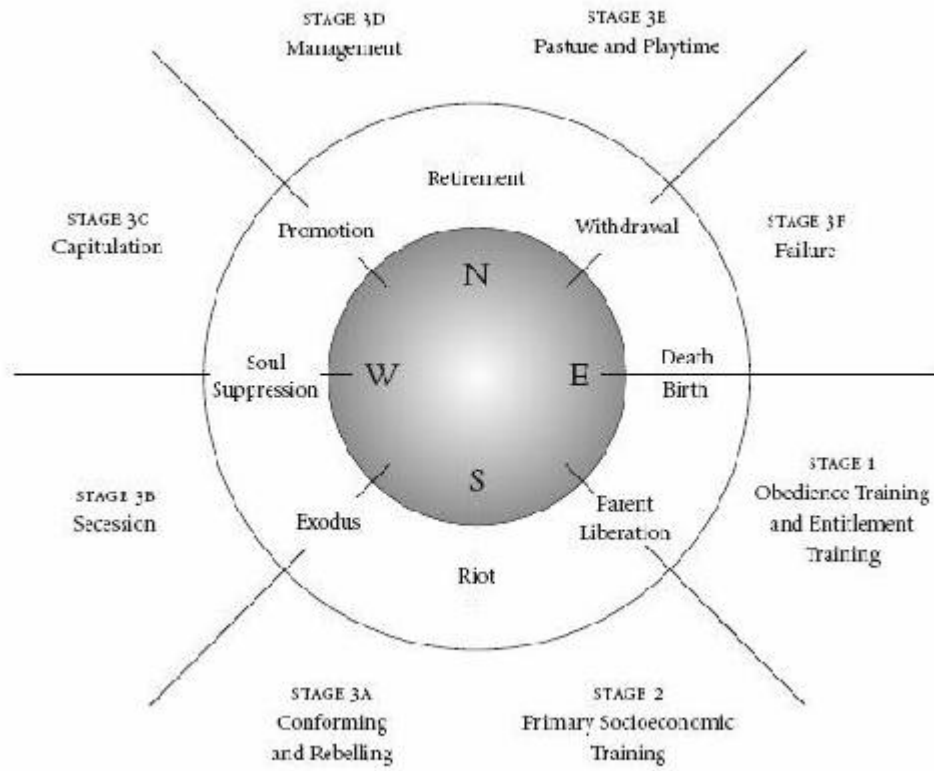 STAGE 3D
Management
STAGE 3E
Pasture and Playtime
Retirement
STAGE 3C
Capitulation
Promotion
Withdrawal
STAGE 3F
Failure
N
Soul
Suppression
W
E
Death
Birth
S
STAGE 3B
Secession
Exodus
Parent
Liberation
STAGE 1
Obedience Training
and Entitlement
Training
Riot
STAGE 3A
Conforming
and Rebelling
STAGE 2
Primary Socioeconomic
Training